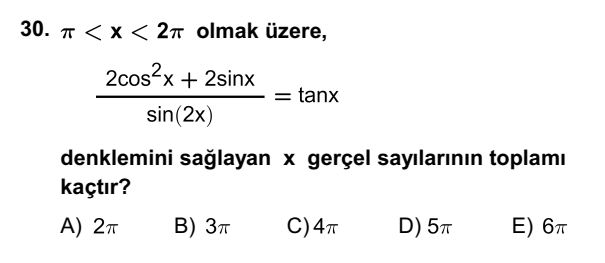 30. π < x < 2π olmak üzere,
2cos²x + 2sinx
sin(2x)
= tanx
denklemini sağlayan x gerçel sayılarının toplamı
kaçtır?
A) 2π B) 3π C) 4π D) 5π E) 6π